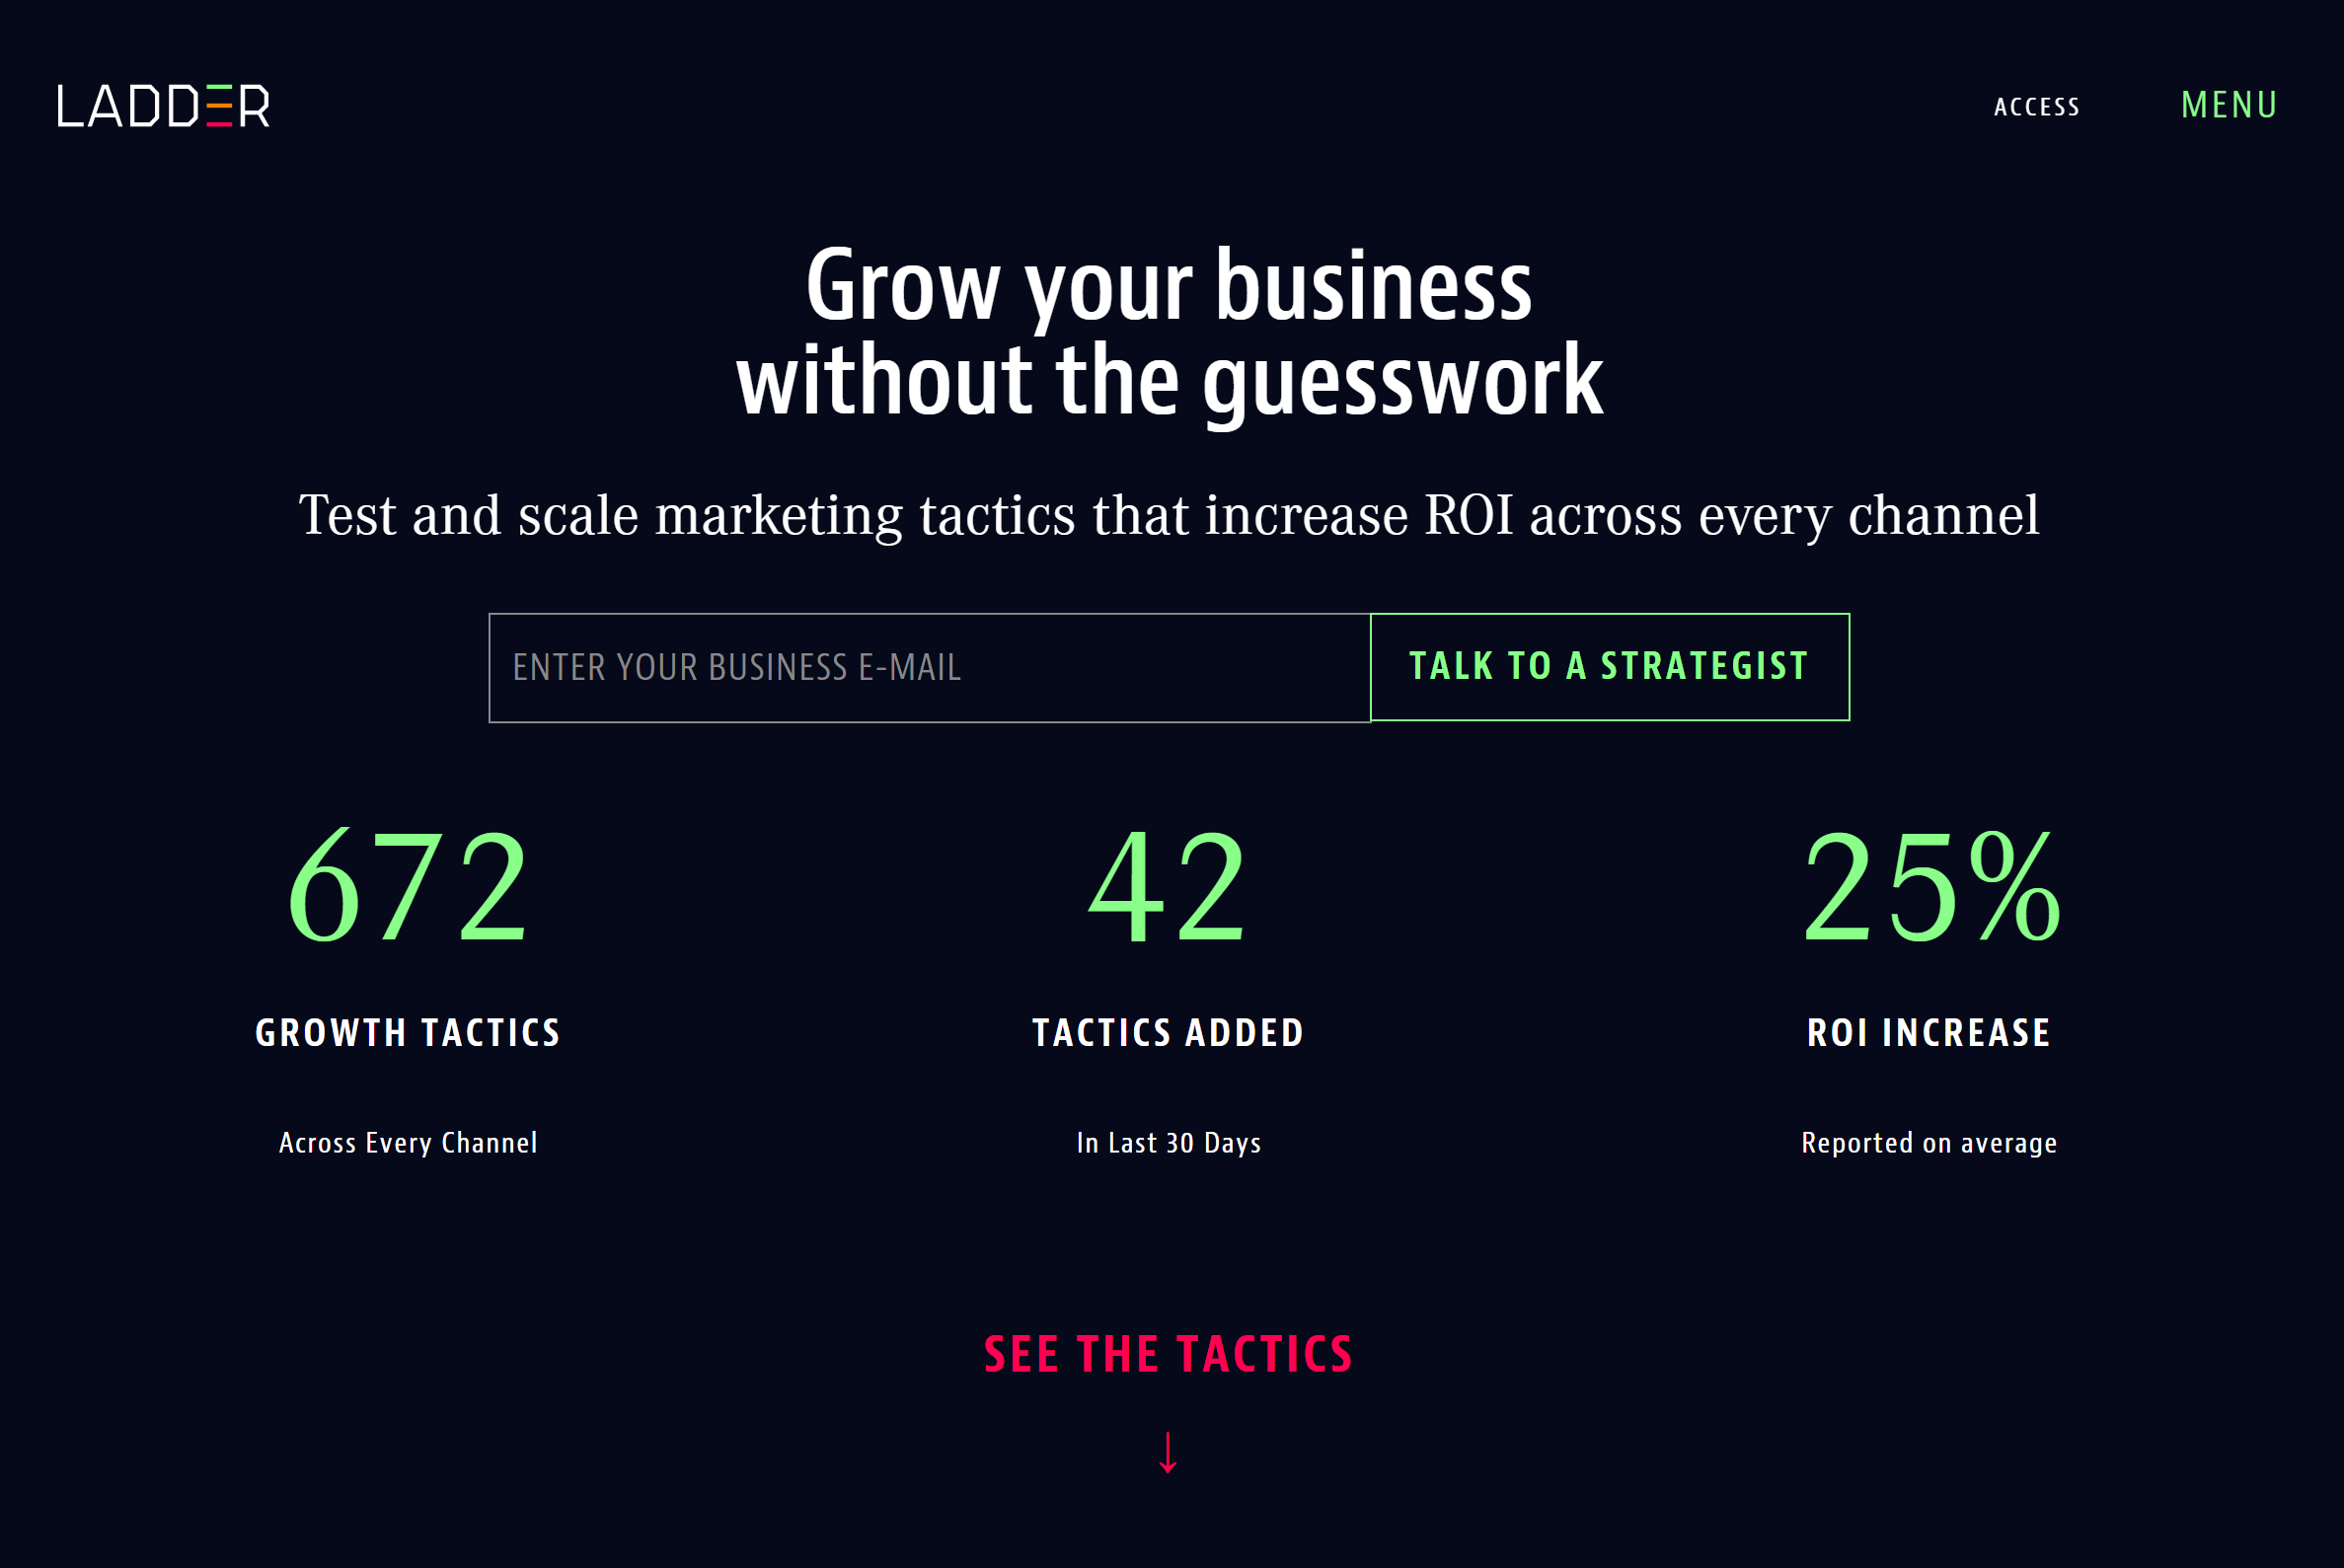 LADDER
ACCESS
MENU
Grow your business
without the guesswork
Test and scale marketing tactics that increase ROI across every channel
ENTER YOUR BUSINESS E-MAIL
TALK TO A STRATEGIST
672
42
25%
GROWTH TACTICS
TACTICS ADDED
ROI INCREASE
Across Every Channel
In Last 30 Days
Reported on average
SEE THE TACTICS
↓